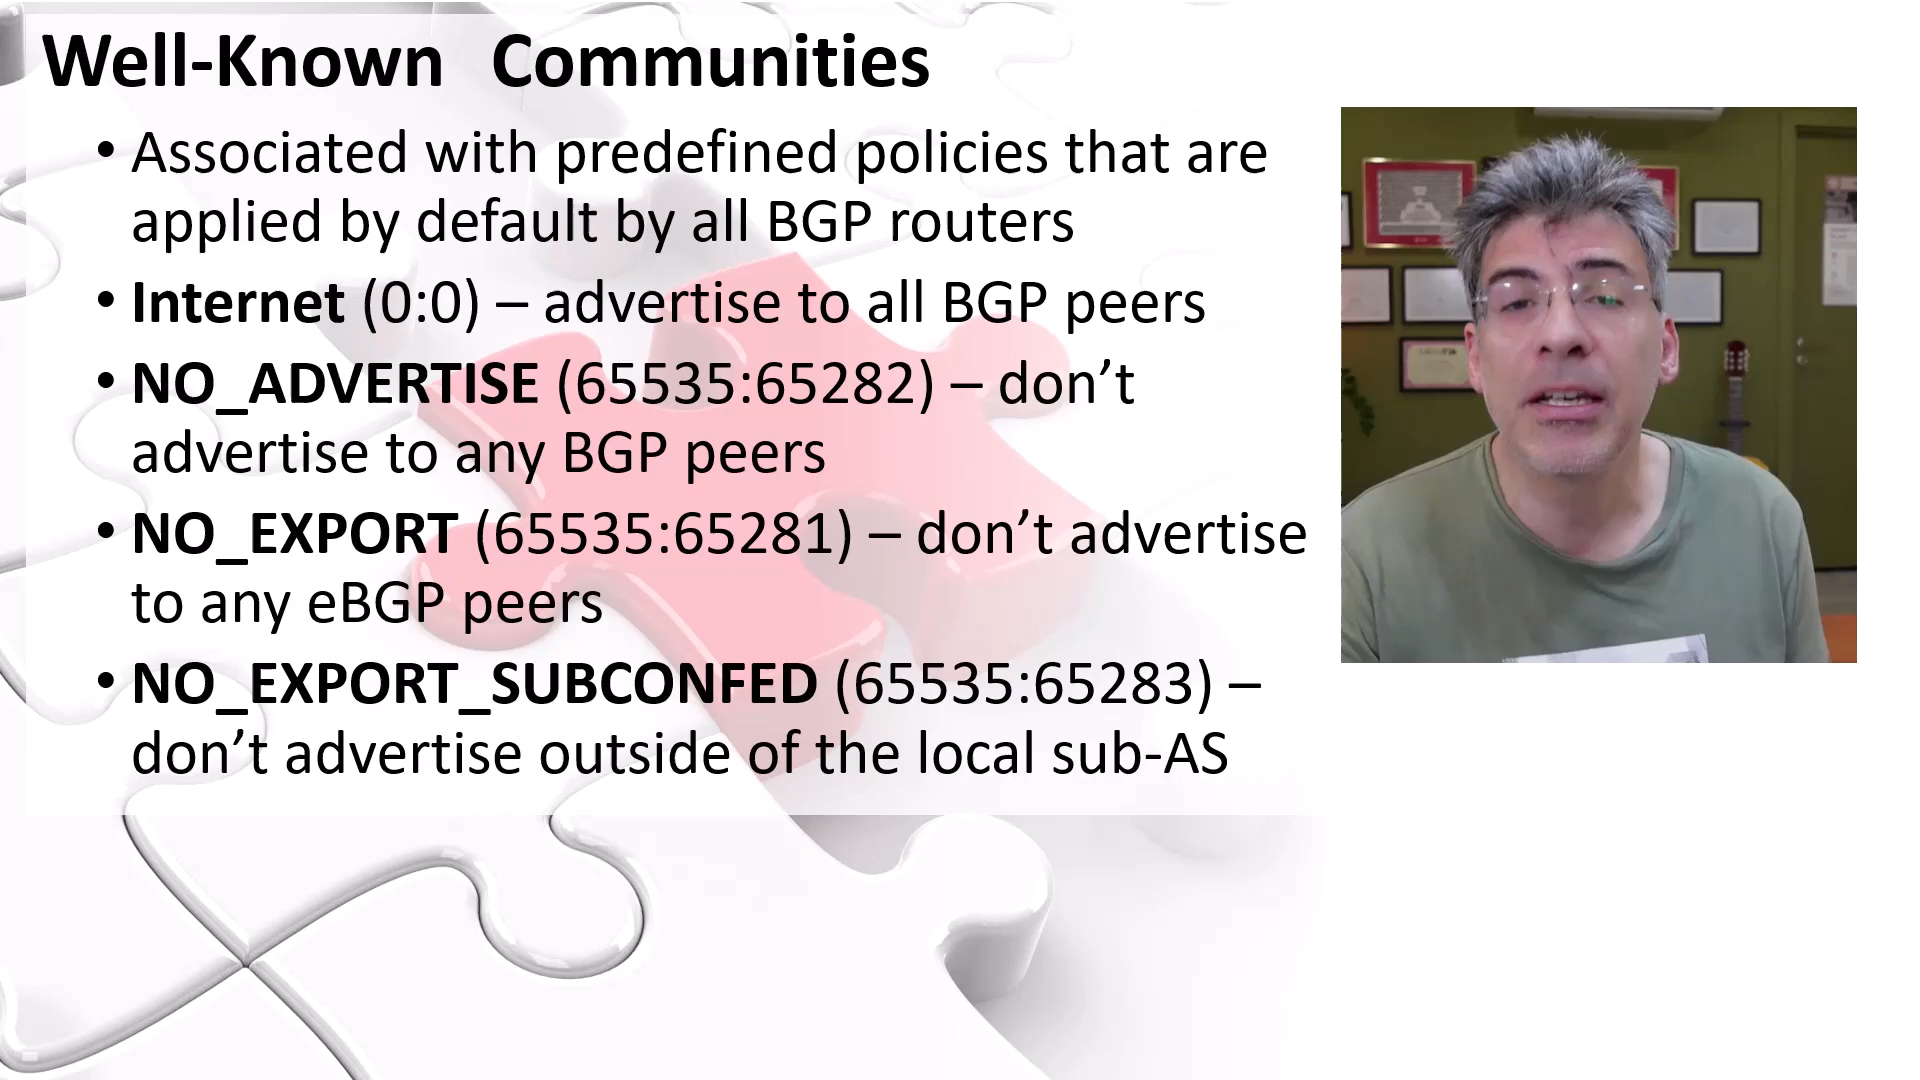 Well-Known Communities
• Associated with predefined policies that are
applied by default by all BGP routers
• Internet (0:0) – advertise to all BGP peers
• NO_ADVERTISE (65535:65282) – don’t
advertise to any BGP peers
• NO_EXPORT (65535:65281) – don’t advertise
to any eBGP peers
• NO_EXPORT_SUBCONFED (65535:65283) –
don’t advertise outside of the local sub-AS